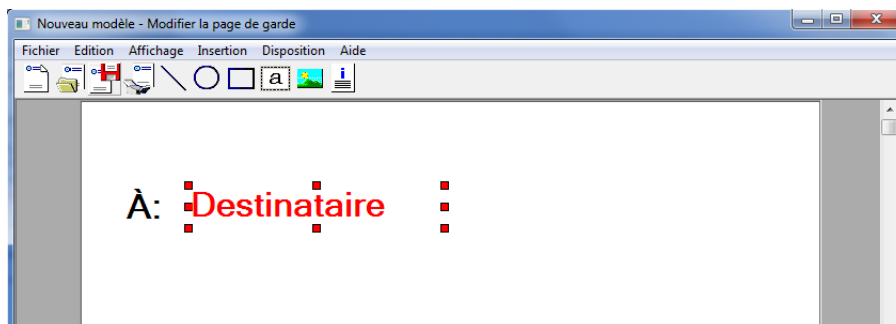 Nouveau modèle - Modifier la page de garde
Fichier Edition Affichage Insertion Disposition Aide
a
À: Destinataire